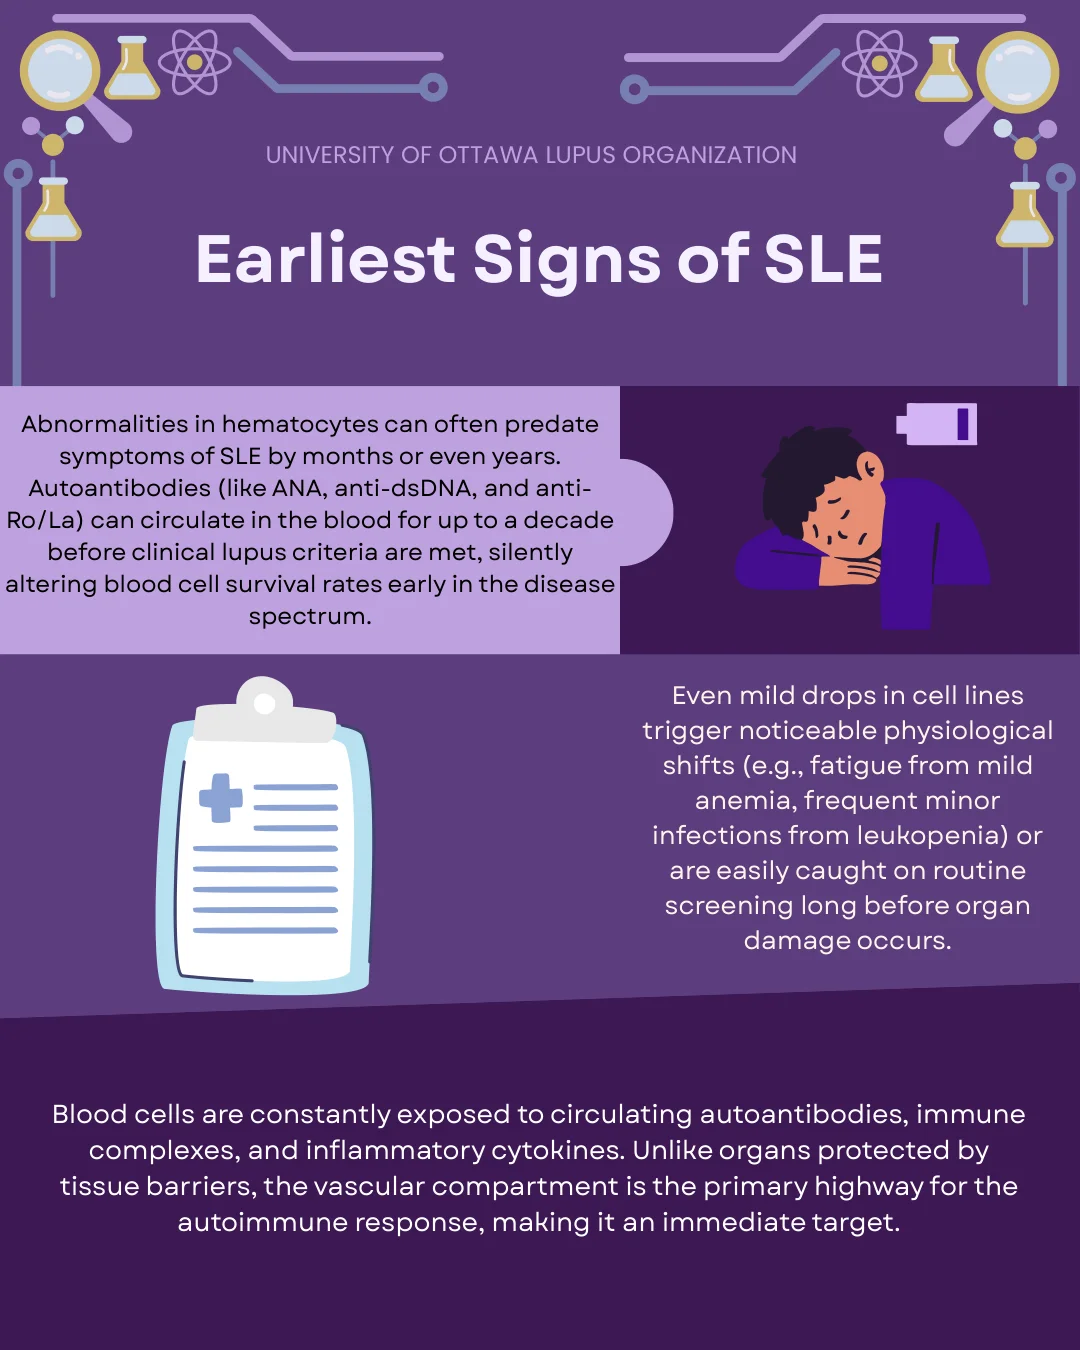 UNIVERSITY OF OTTAWA LUPUS ORGANIZATION
Earliest Signs of SLE
Abnormalities in hematocytes can often predate
symptoms of SLE by months or even years.
Autoantibodies (like ANA, anti-dsDNA, and anti-
Ro/La) can circulate in the blood for up to a decade
before clinical lupus criteria are met, silently
altering blood cell survival rates early in the disease
spectrum.
Even mild drops in cell lines
trigger noticeable physiological
shifts (e.g., fatigue from mild
anemia, frequent minor
infections from leukopenia) or
are easily caught on routine
screening long before organ
damage occurs.
Blood cells are constantly exposed to circulating autoantibodies, immune
complexes, and inflammatory cytokines. Unlike organs protected by
tissue barriers, the vascular compartment is the primary highway for the
autoimmune response, making it an immediate target.